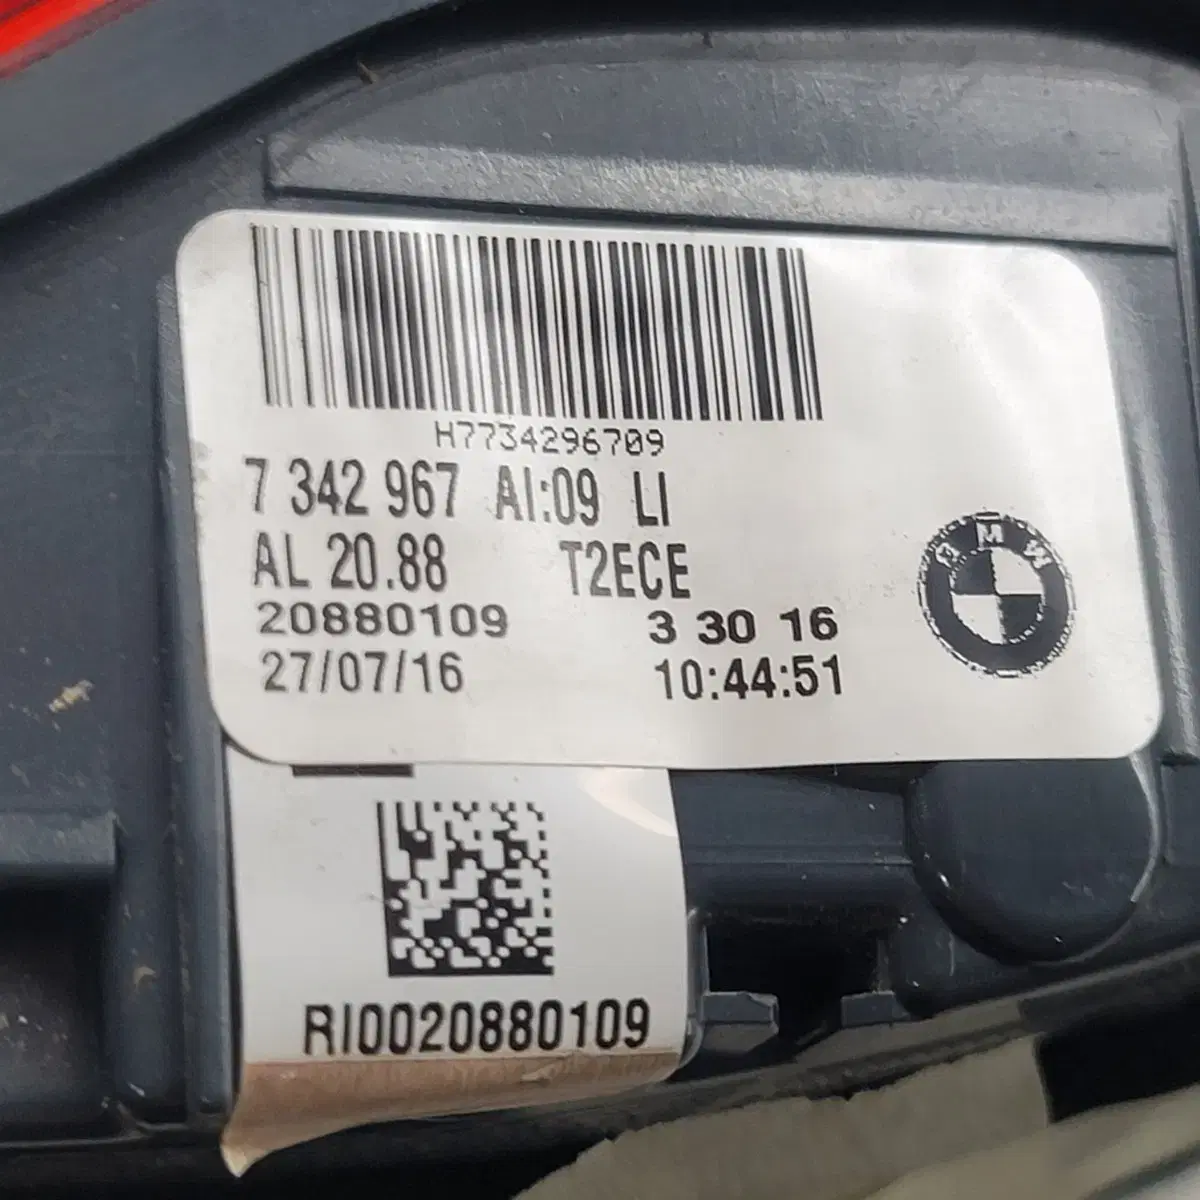 H7734296709
7 342 967 AI:09 LI
AL 20.88 T2ECE
20880109 3 30 16
27/07/16 10:44:51
BMW
RI0020880109